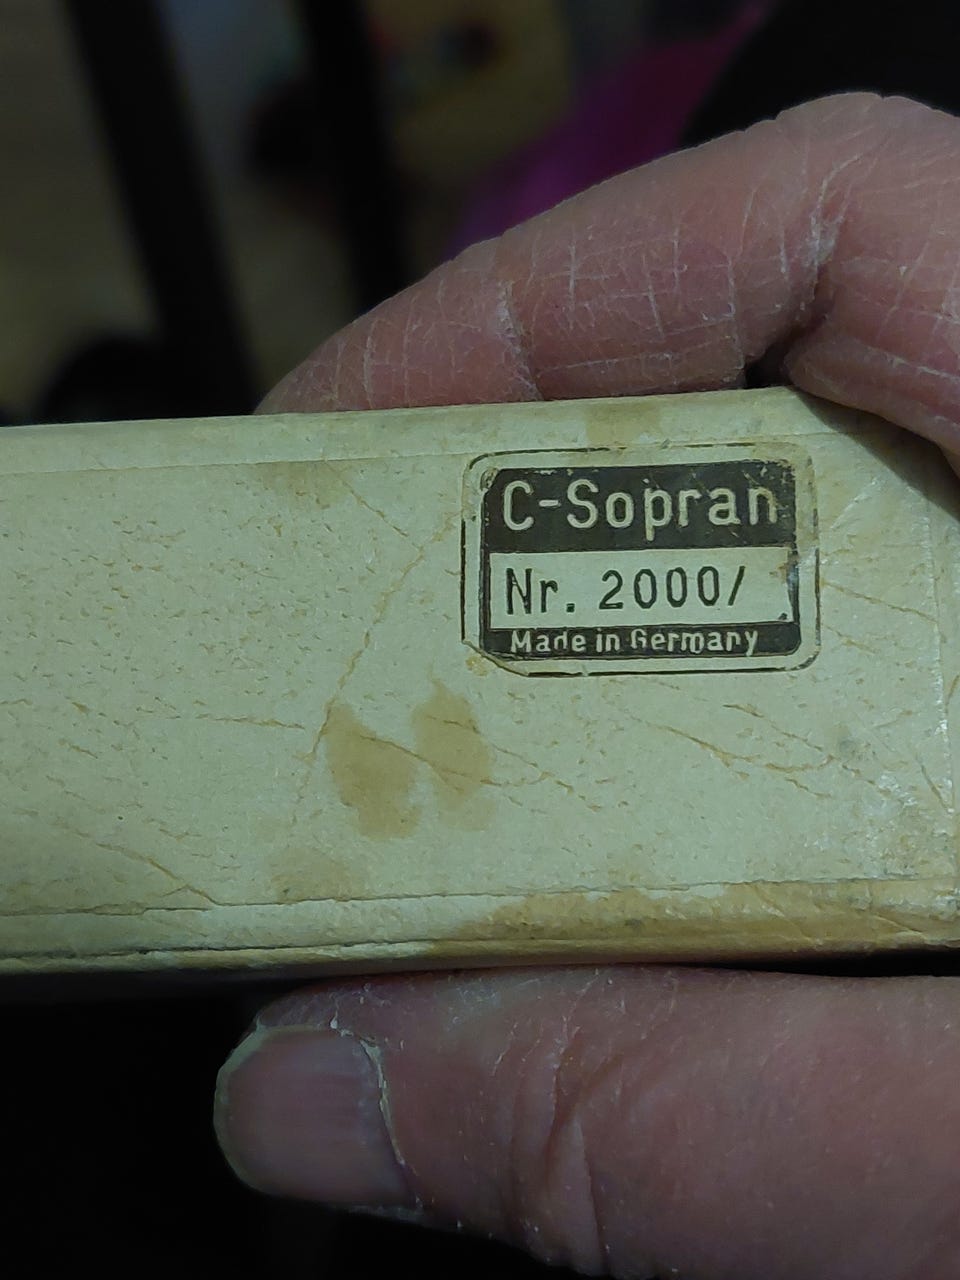 C-Sopran
Nr. 2000/
Made in Germany